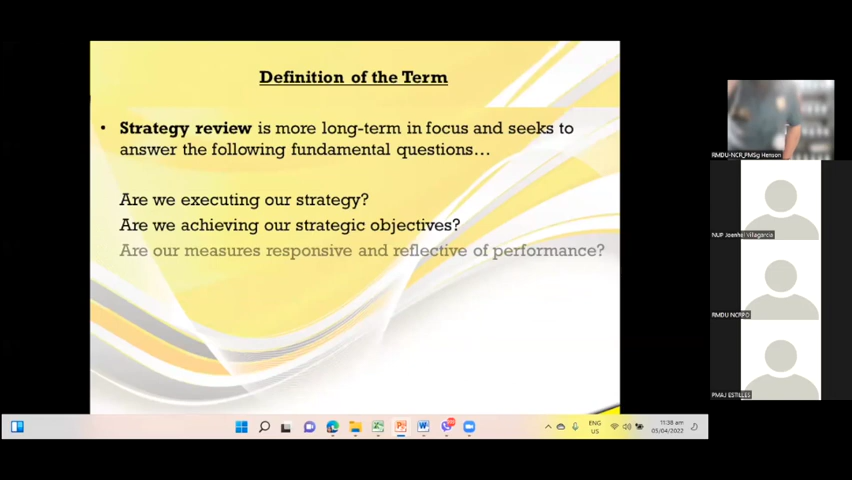 Definition of the Term
• Strategy review is more long-term in focus and seeks to
answer the following fundamental questions…
Are we executing our strategy?
Are we achieving our strategic objectives?
Are our measures responsive and reflective of performance?
RMDU-NCR_PMSg Henson
NUP Joenhel Villagarcia
RMDU NCRPO
PMAJ ESTILLES
ENG
US
11:38 am
03/04/2022